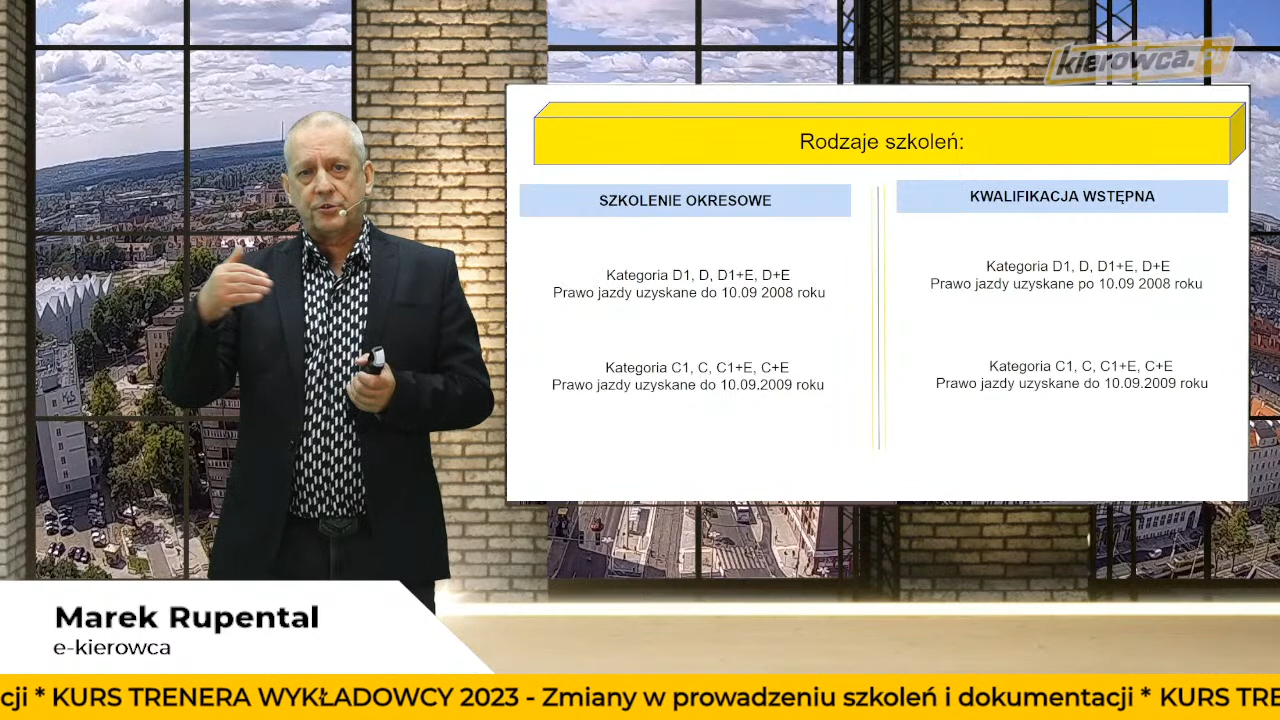 kierowca.pl
Rodzaje szkoleń:
SZKOLENIE OKRESOWE
Kategoria D1, D, D1+E, D+E
Prawo jazdy uzyskane do 10.09 2008 roku
Kategoria C1, C, C1+E, C+E
Prawo jazdy uzyskane do 10.09.2009 roku
KWALIFIKACJA WSTĘPNA
Kategoria D1, D, D1+E, D+E
Prawo jazdy uzyskane po 10.09 2008 roku
Kategoria C1, C, C1+E, C+E
Prawo jazdy uzyskane do 10.09.2009 roku
Marek Rupental
e-kierowca
cji * KURS TRENERA WYKŁADOWCY 2023 - Zmiany w prowadzeniu szkoleń i dokumentacji * KURS TRE